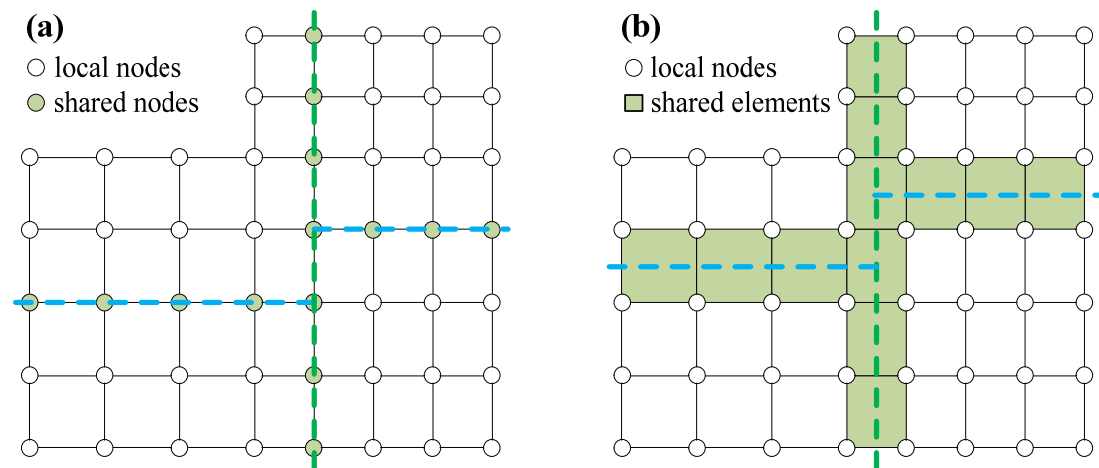 (a)
local nodes
shared nodes
(b)
local nodes
shared elements